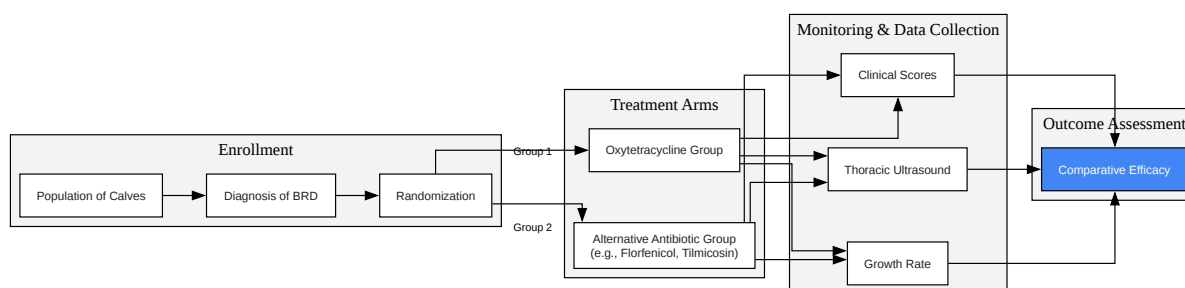 Enrollment
Population of Calves
Diagnosis of BRD
Randomization
Group 1
Group 2
Treatment Arms
Oxytetracycline Group
Alternative Antibiotic Group
(e.g., Florfenicol, Tilmicosin)
Monitoring & Data Collection
Clinical Scores
Thoracic Ultrasound
Growth Rate
Outcome Assessment
Comparative Efficacy